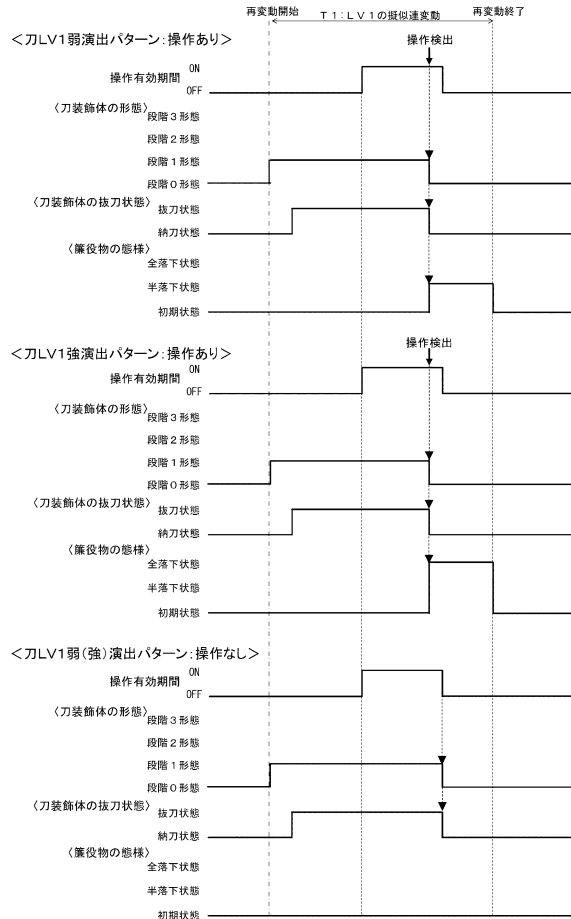 再変動開始 T1:LV1の擬似連変動 再変動終了
＜刀LV1弱演出パターン:操作あり＞
操作検出
操作有効期間 ON
OFF
〈刀装飾体の形態〉
段階3形態
段階2形態
段階1形態
段階0形態
〈刀装飾体の抜刀状態〉
抜刀状態
納刀状態
〈簾役物の態様〉
全落下状態
半落下状態
初期状態
＜刀LV1強演出パターン:操作あり＞
操作検出
操作有効期間 ON
OFF
〈刀装飾体の形態〉
段階3形態
段階2形態
段階1形態
段階0形態
〈刀装飾体の抜刀状態〉
抜刀状態
納刀状態
〈簾役物の態様〉
全落下状態
半落下状態
初期状態
＜刀LV1弱(強)演出パターン:操作なし＞
操作有効期間 ON
OFF
〈刀装飾体の形態〉
段階3形態
段階2形態
段階1形態
段階0形態
〈刀装飾体の抜刀状態〉
抜刀状態
納刀状態
〈簾役物の態様〉
全落下状態
半落下状態
初期状態